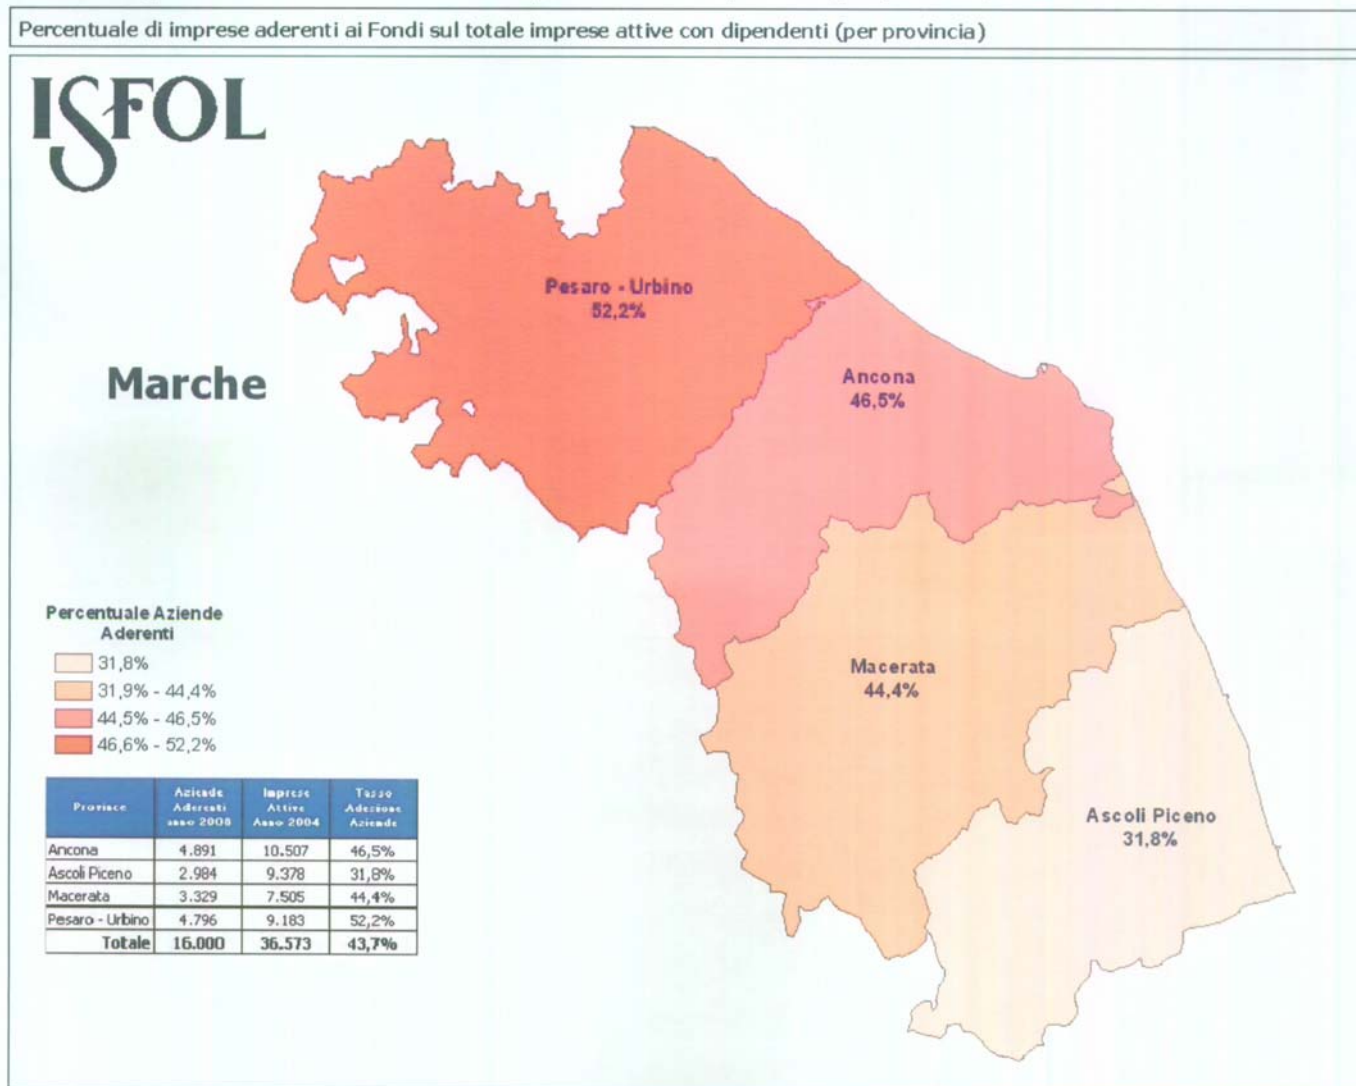 Percentuale di imprese aderenti ai Fondi sul totale imprese attive con dipendenti (per provincia)
ISFOL
Marche
Pesaro - Urbino
52,2%
Ancona
46,5%
Macerata
44,4%
Ascoli Piceno
31,8%
Percentuale Aziende
Aderenti
31,8%
31,9% - 44,4%
44,5% - 46,5%
46,6% - 52,2%
Province Aziende Aderenti anno 2008 Imprese Attive Anno 2004 Tasso Adesione Aziende
Ancona 4.891 10.507 46,5%
Ascoli Piceno 2.984 9.378 31,8%
Macerata 3.329 7.505 44,4%
Pesaro - Urbino 4.796 9.183 52,2%
Totale 16.000 36.573 43,7%